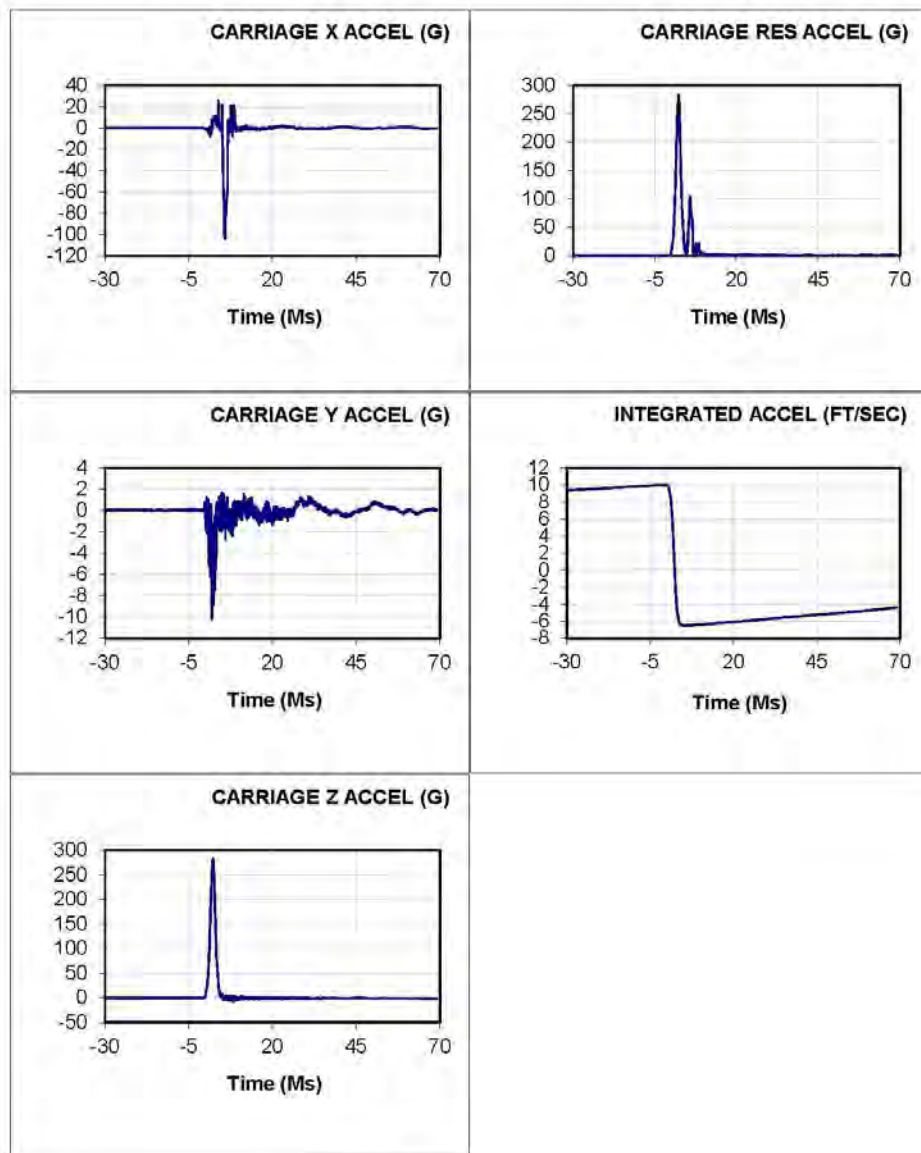 CARRIAGE X ACCEL (G)
40
20
0
-20
-40
-60
-80
-100
-120
-30 -5 20 45 70
Time (Ms)
CARRIAGE RES ACCEL (G)
300
250
200
150
100
50
0
-30 -5 20 45 70
Time (Ms)
CARRIAGE Y ACCEL (G)
4
2
0
-2
-4
-6
-8
-10
-12
-30 -5 20 45 70
Time (Ms)
INTEGRATED ACCEL (FT/SEC)
12
10
8
6
4
2
0
-2
-4
-6
-8
-30 -5 20 45 70
Time (Ms)
CARRIAGE Z ACCEL (G)
300
250
200
150
100
50
0
-50
-30 -5 20 45 70
Time (Ms)